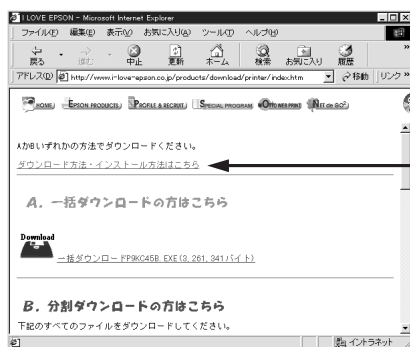 I LOVE EPSON - Microsoft Internet Explorer
ファイル(F) 編集(E) 表示(V) お気に入り(A) ツール(T) ヘルプ(H)
戻る 進む 中止 更新 ホーム 検索 お気に入り 履歴
アドレス(D) http://www.i-love-epson.co.jp/products/download/printer/index.htm 移動 リンク
HOME EPSON PRODUCTS PROFILE & RECRUIT SPECIAL PROGRAM NET de GO!
AかBいずれかの方法でダウンロードください。
ダウンロード方法・インストール方法はこちら
A. 一括ダウンロードの方はこちら
Download
一括ダウンロードP9KC45B.EXE(3,261,341バイト)
B. 分割ダウンロードの方はこちら
下記のすべてのファイルをダウンロードしてください。
イントラネット